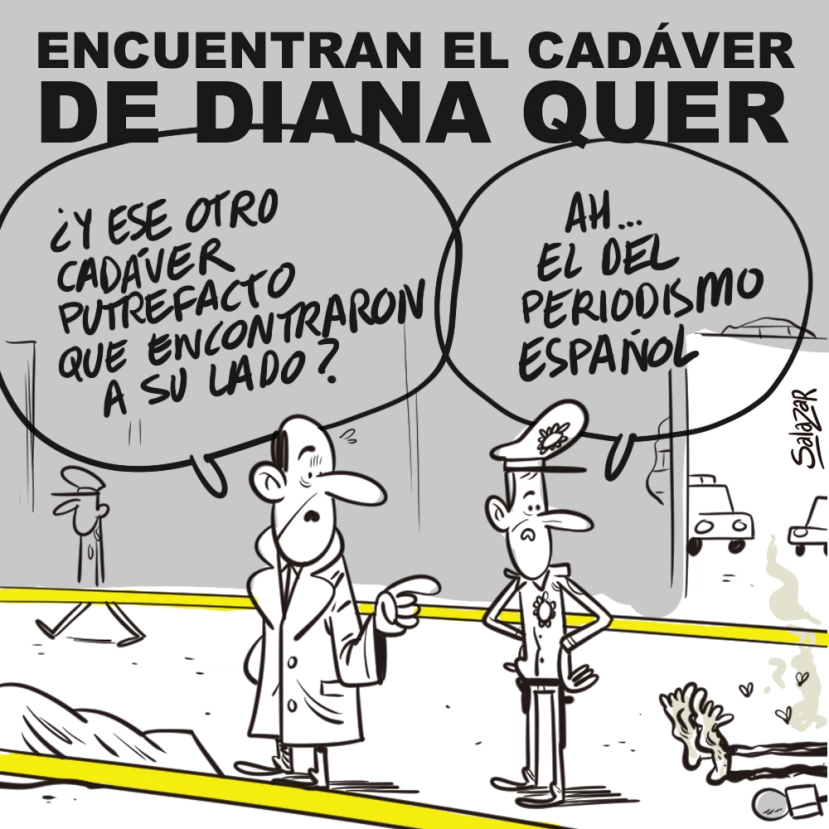 ENCUENTRAN EL CADÁVER
DE DIANA QUER
¿Y ESE OTRO
CADÁVER
PUTREFACTO
QUE ENCONTRARON
A SU LADO?
AH...
EL DEL
PERIODISMO
ESPAÑOL
SalaZaR